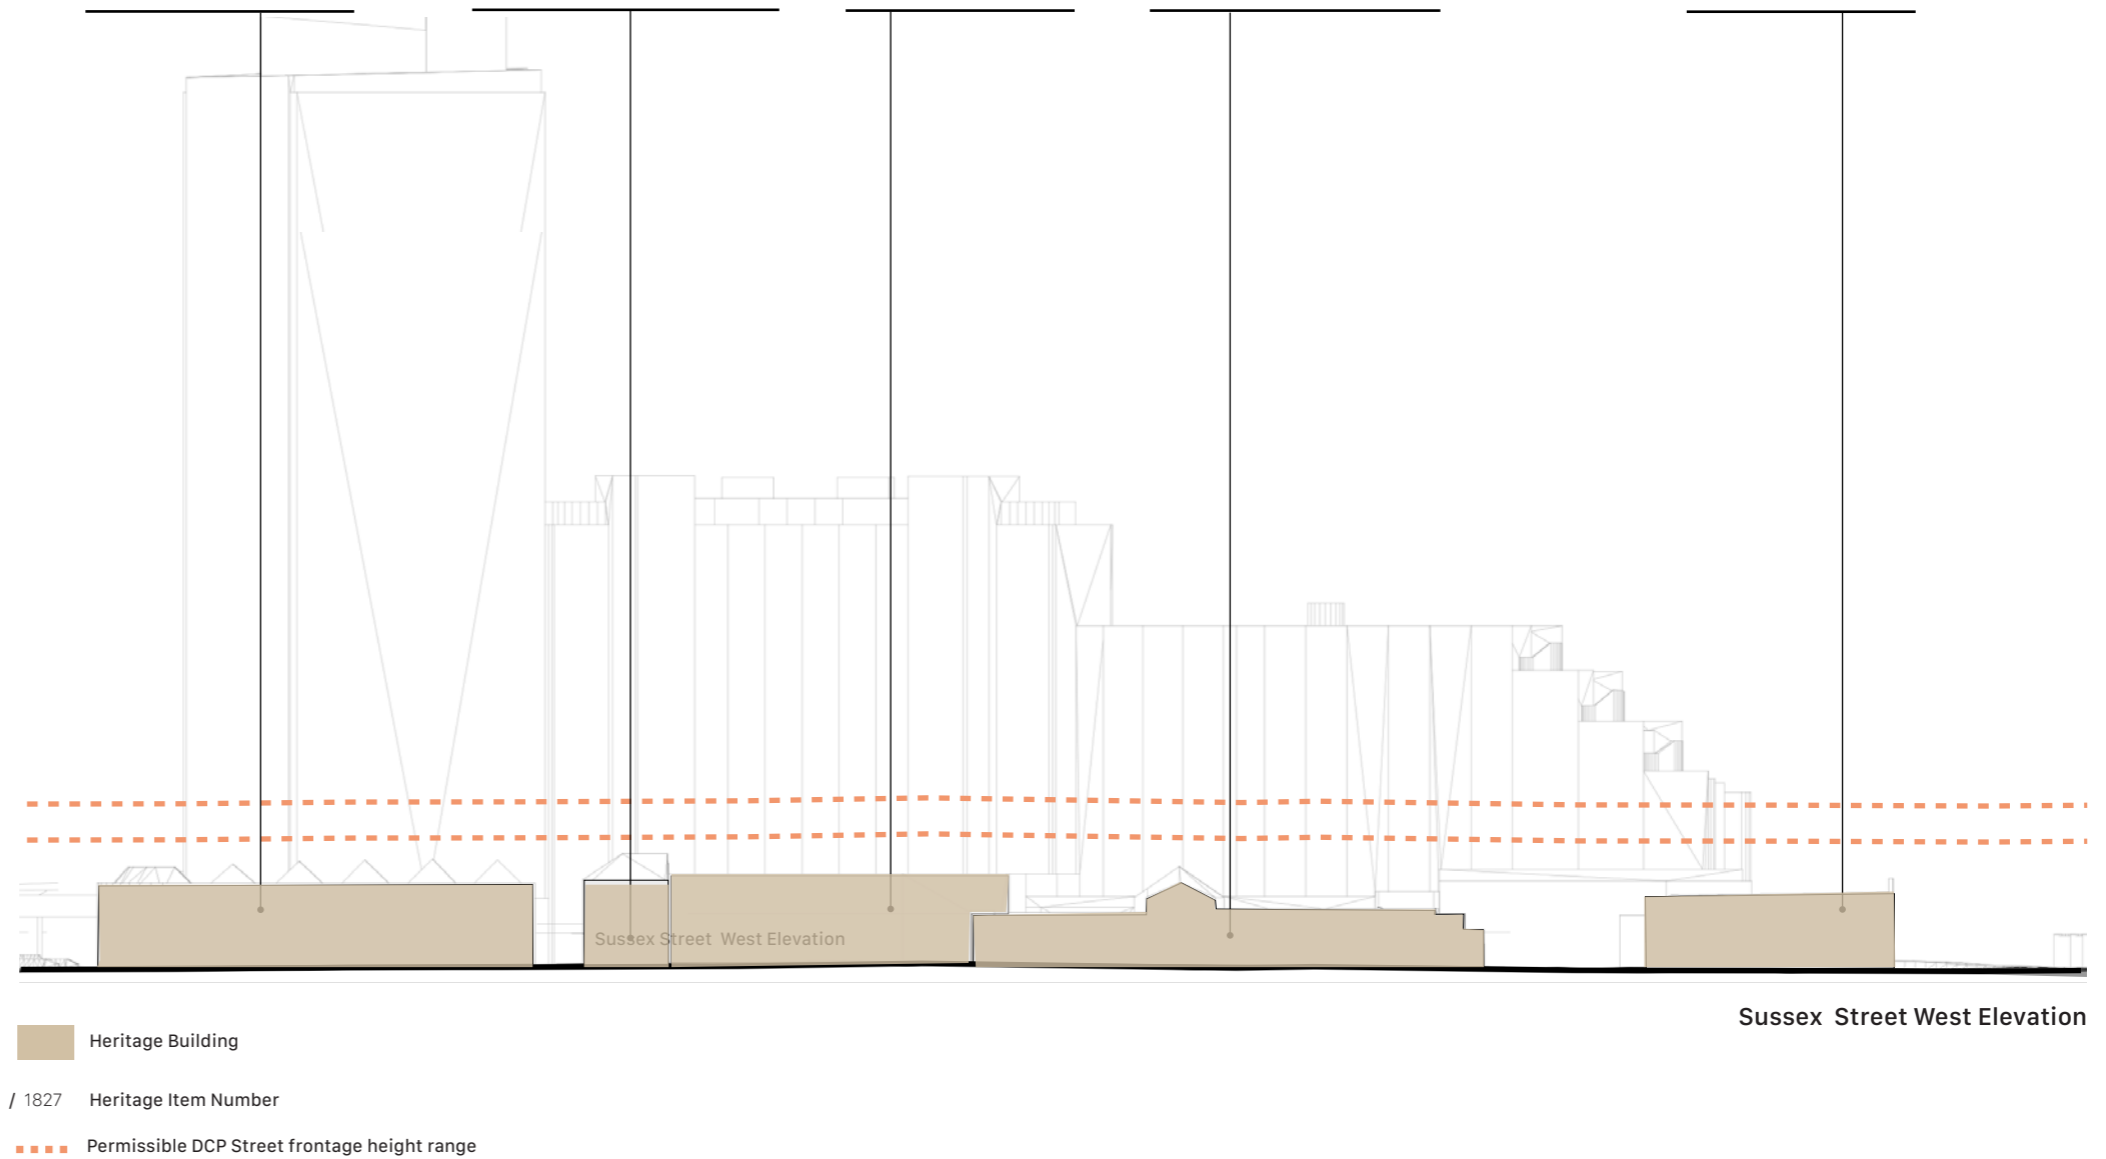 Sussex Street West Elevation
Sussex Street West Elevation
Heritage Building
/ 1827 Heritage Item Number
Permissible DCP Street frontage height range